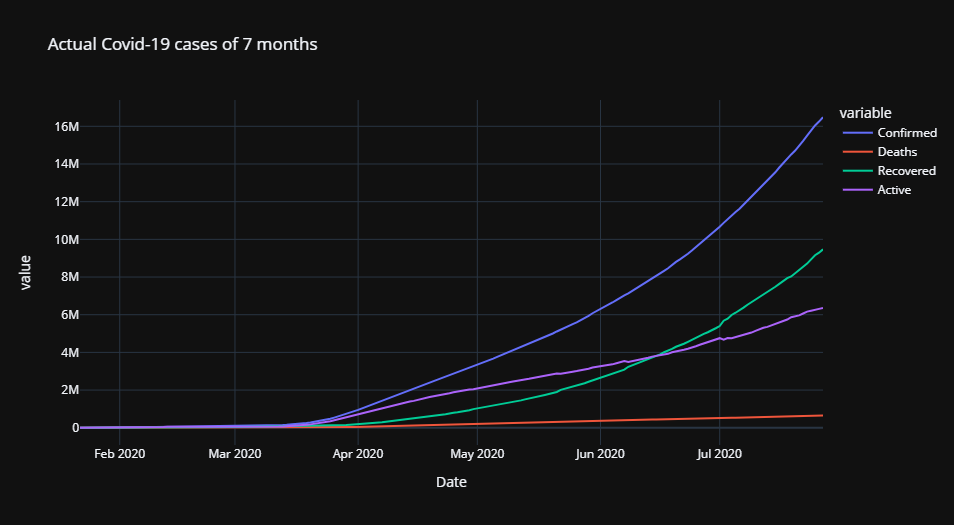 Actual Covid-19 cases of 7 months
variable
Confirmed
Deaths
Recovered
Active
value
16M
14M
12M
10M
8M
6M
4M
2M
0
Feb 2020
Mar 2020
Apr 2020
May 2020
Jun 2020
Jul 2020
Date